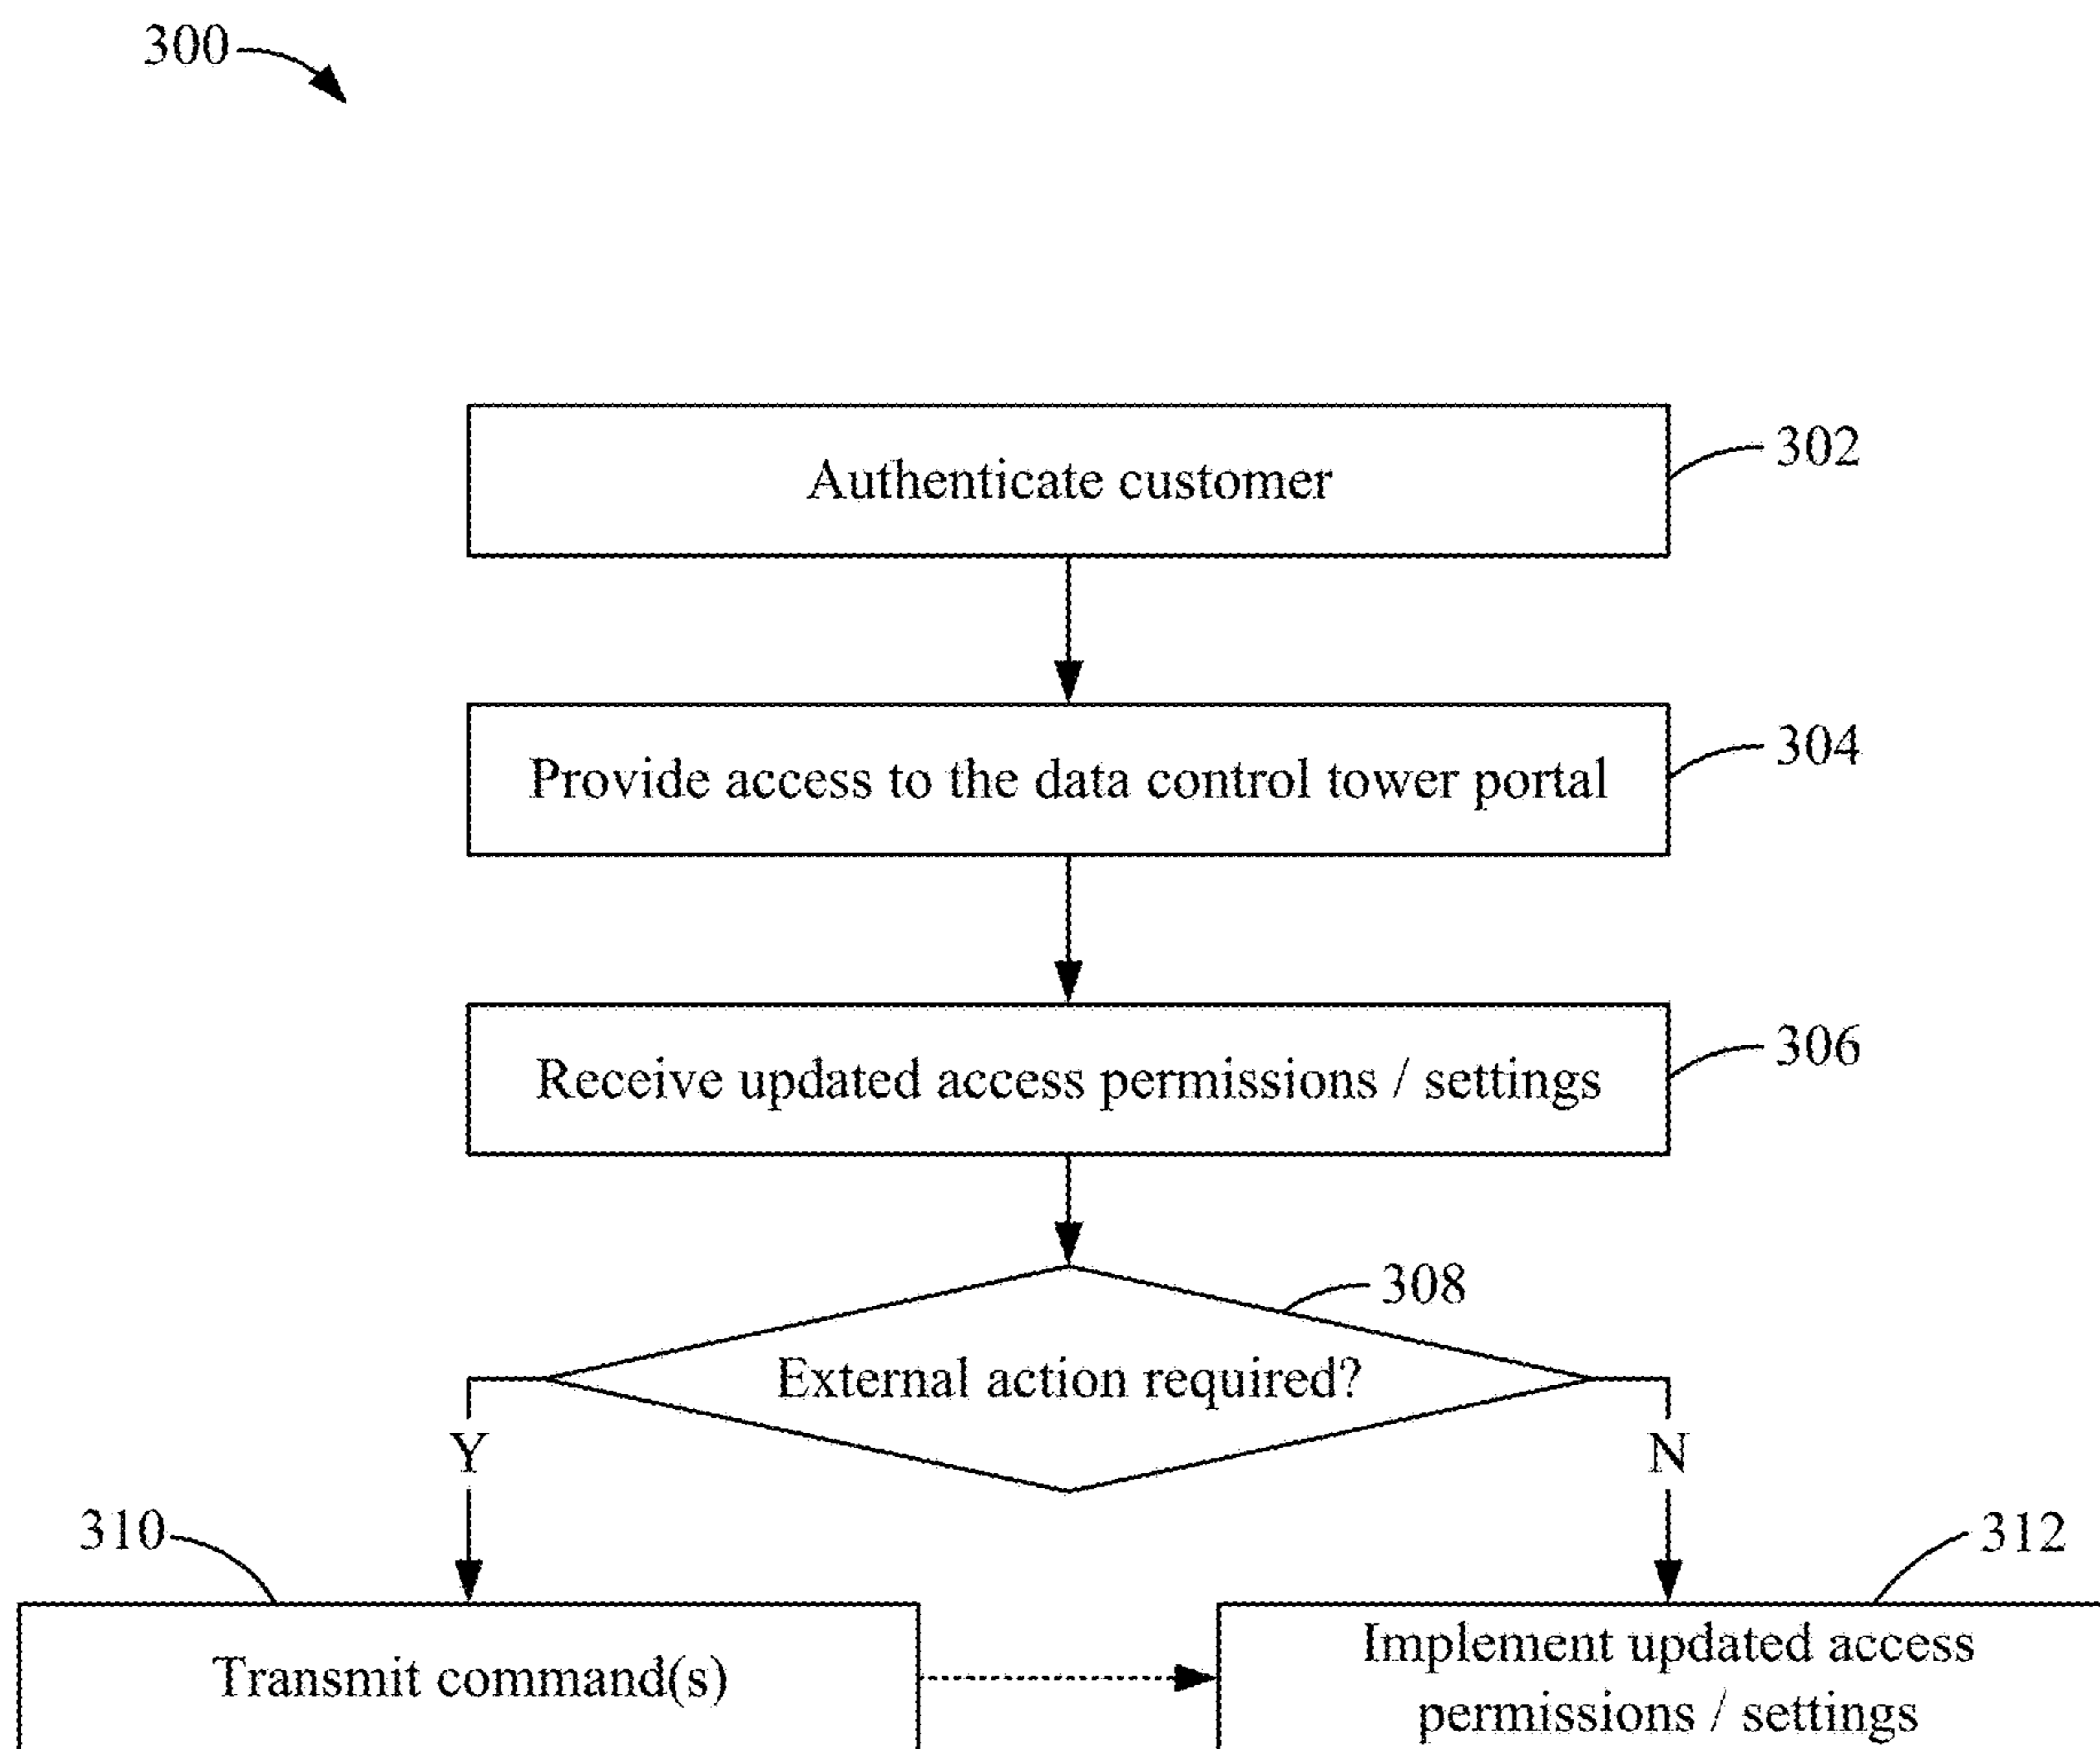 300
Authenticate customer
302
Provide access to the data control tower portal
304
Receive updated access permissions / settings
306
308
External action required?
Y
N
310
312
Transmit command(s)
Implement updated access
permissions / settings